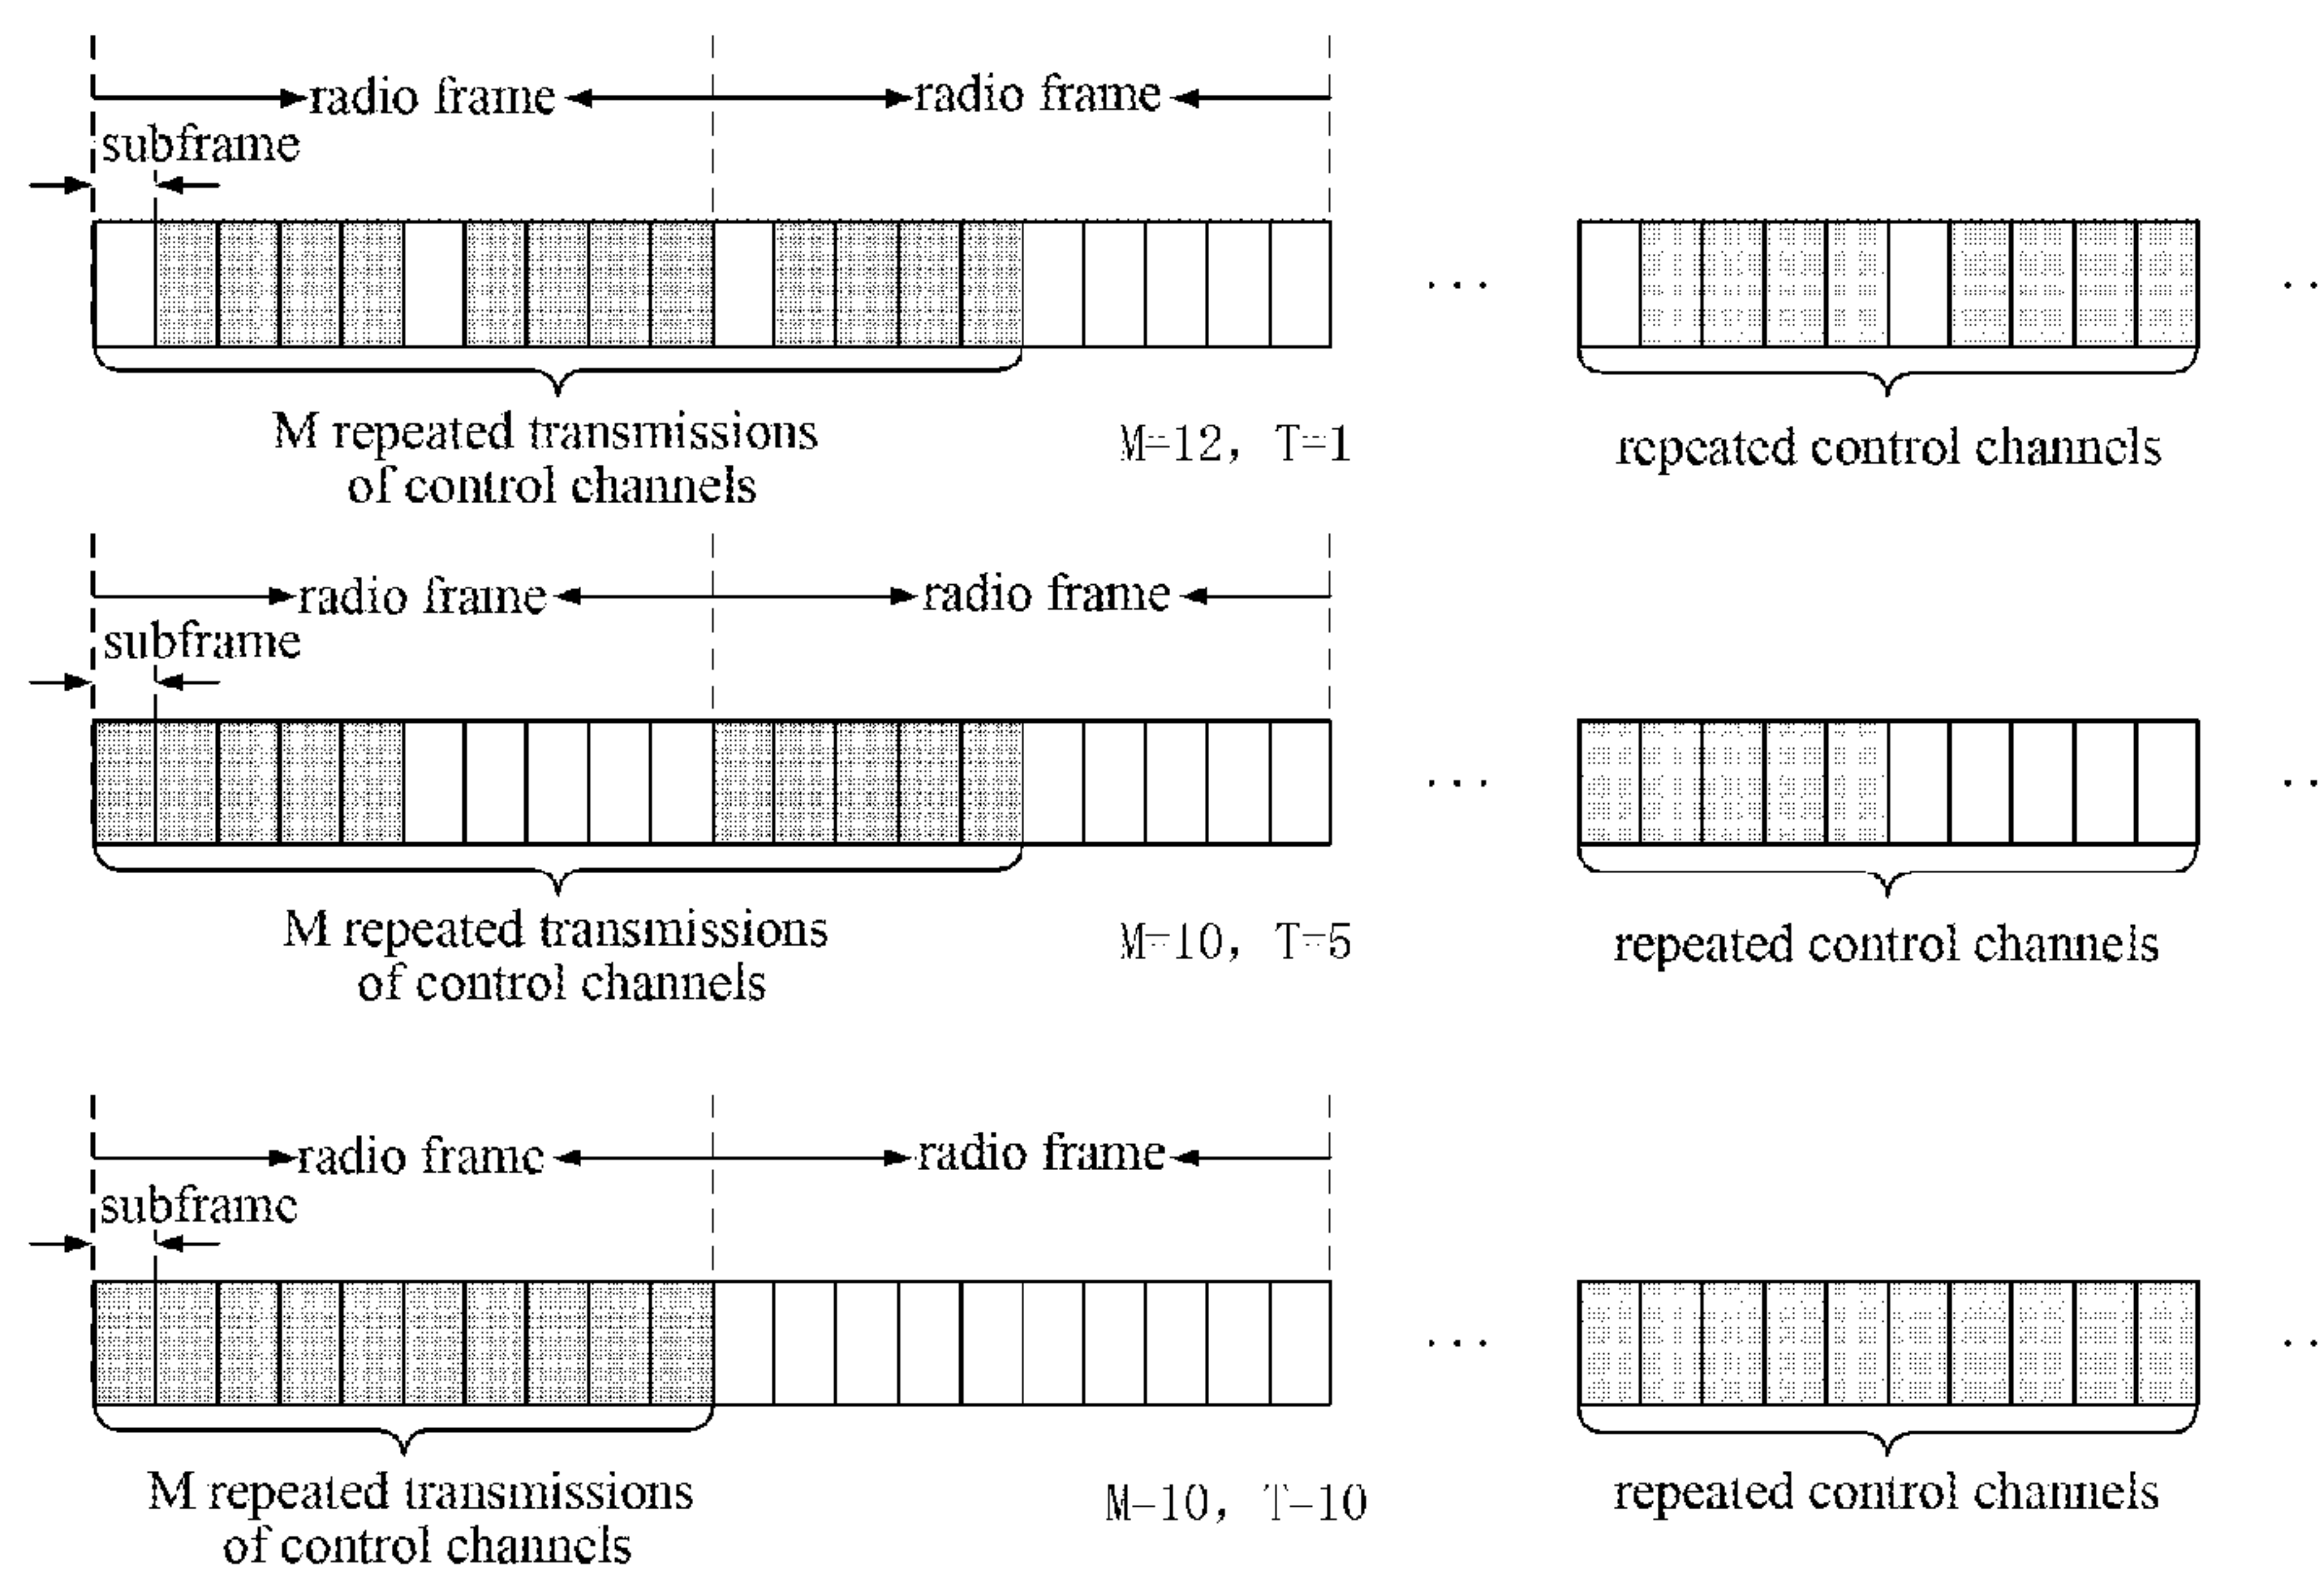 radio frame radio frame
subframe
...
M repeated transmissions
of control channels
M=12, T=1
repeated control channels
radio frame radio frame
subframe
...
M repeated transmissions
of control channels
M=10, T=5
repeated control channels
radio frame radio frame
subframe
...
M repeated transmissions
of control channels
M=10, T=10
repeated control channels